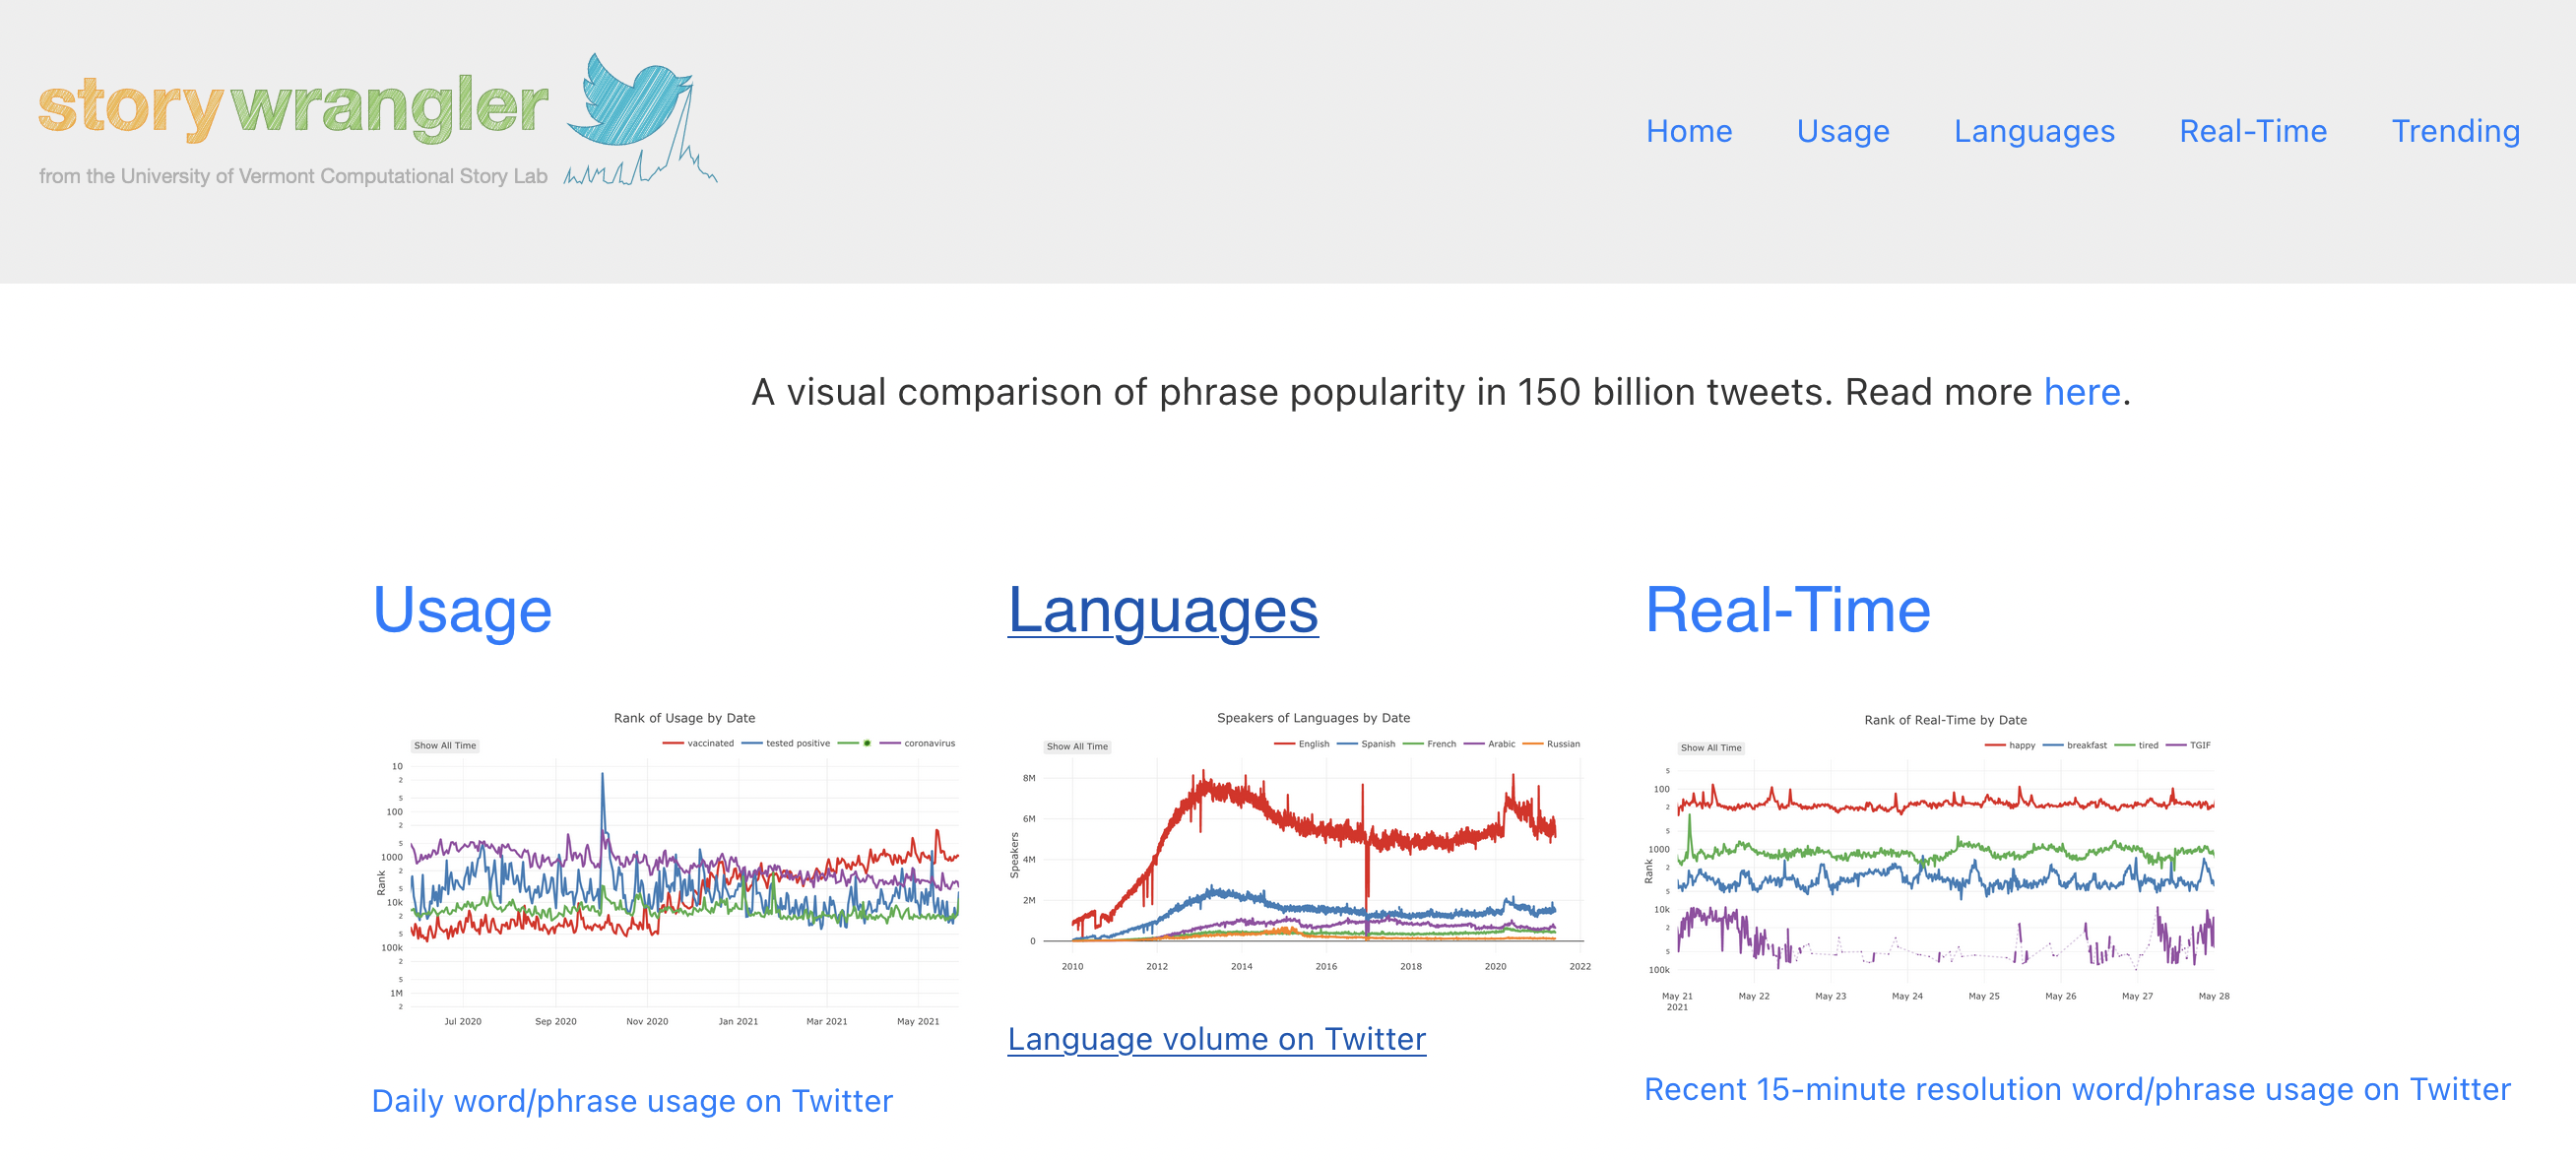 storywrangler
from the University of Vermont Computational Story Lab
Home Usage Languages Real-Time Trending
A visual comparison of phrase popularity in 150 billion tweets. Read more here.
Usage
Rank of Usage by Date
Show All Time
vaccinated tested positive coronavirus
Rank
10
2
5
100
2
5
1000
2
5
10k
2
5
100k
2
5
1M
2
Jul 2020 Sep 2020 Nov 2020 Jan 2021 Mar 2021 May 2021
Daily word/phrase usage on Twitter
Languages
Speakers of Languages by Date
Show All Time
English Spanish French Arabic Russian
Speakers
8M
6M
4M
2M
0
2010 2012 2014 2016 2018 2020 2022
Language volume on Twitter
Real-Time
Rank of Real-Time by Date
Show All Time
happy breakfast tired TGIF
Rank
5
100
2
5
1000
2
5
10k
2
5
100k
May 21 May 22 May 23 May 24 May 25 May 26 May 27 May 28
2021
Recent 15-minute resolution word/phrase usage on Twitter